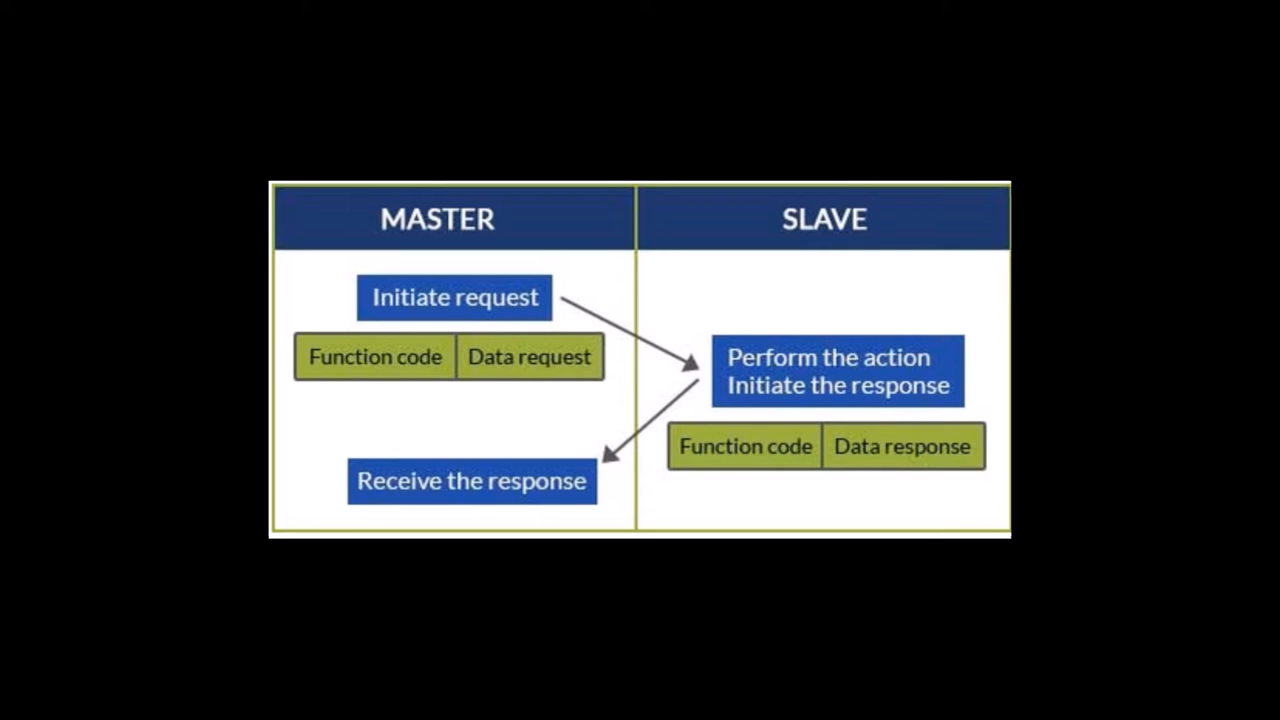 MASTER
SLAVE
Initiate request
Function code
Data request
Perform the action
Initiate the response
Function code
Data response
Receive the response